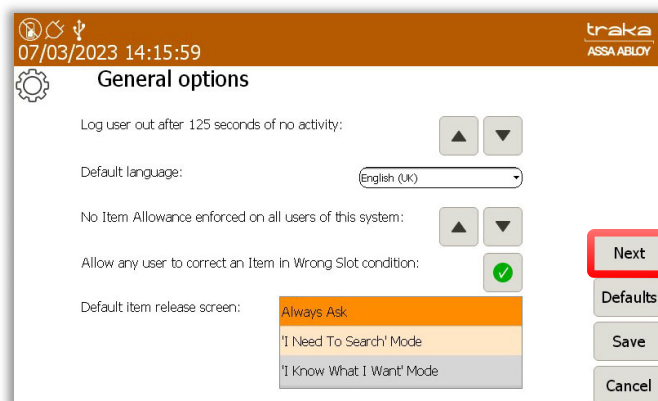 traka
07/03/2023 14:15:59
ASSA ABLOY
General options
Log user out after 125 seconds of no activity:
Default language:
English (UK)
No Item Allowance enforced on all users of this system:
Allow any user to correct an Item in Wrong Slot condition:
Next
Default item release screen:
Always Ask
Defaults
'I Need To Search' Mode
Save
'I Know What I Want' Mode
Cancel